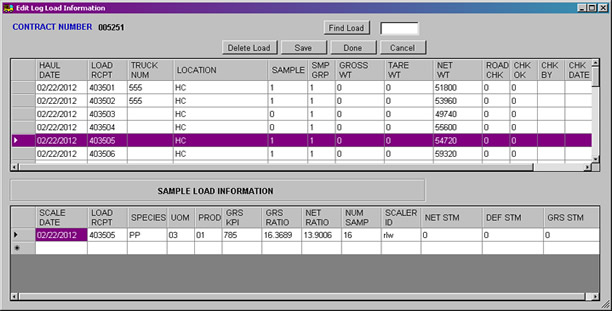 Edit Log Load Information
CONTRACT NUMBER 005251 Find Load
Delete Load Save Done Cancel
HAUL DATE LOAD RCPT TRUCK NUM LOCATION SAMPLE SMP GRP GROSS WT TARE WT NET WT ROAD CHK CHK OK CHK BY CHK DATE
02/22/2012 403501 555 HC 1 1 0 0 51800 0 0
02/22/2012 403502 555 HC 1 1 0 0 53960 0 0
02/22/2012 403503 HC 0 1 0 0 49740 0 0
02/22/2012 403504 HC 0 1 0 0 55600 0 0
02/22/2012 403505 HC 1 1 0 0 54720 0 0
02/22/2012 403506 HC 1 1 0 0 59320 0 0
SAMPLE LOAD INFORMATION
SCALE DATE LOAD RCPT SPECIES UOM PROD GRS KPI GRS RATIO NET RATIO NUM SAMP SCALER ID NET STM DEF STM GRS STM
02/22/2012 403505 PP 03 01 785 16.3689 13.9006 16 rlw 0 0 0